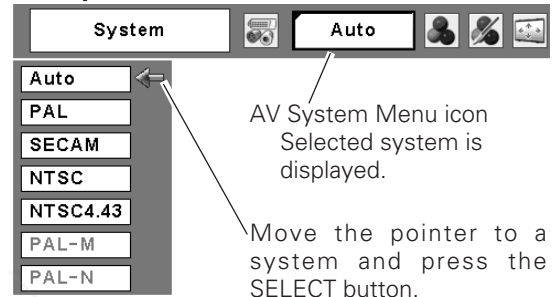 System
Auto
Auto
PAL
SECAM
NTSC
NTSC4.43
PAL-M
PAL-N
AV System Menu icon
Selected system is
displayed.
Move the pointer to a
system and press the
SELECT button.